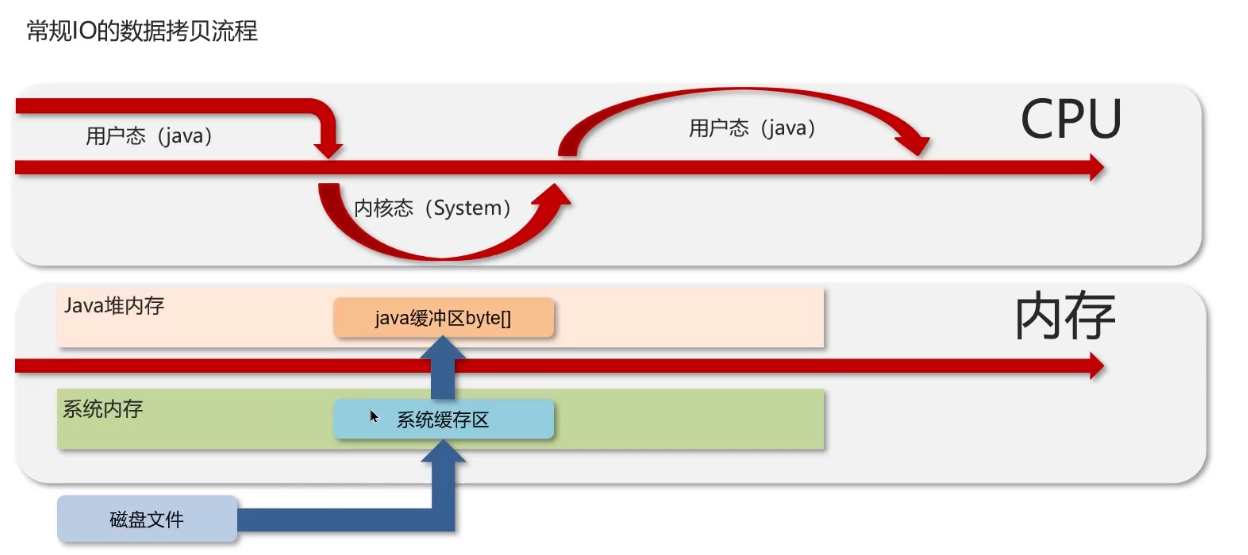 常规IO的数据拷贝流程
CPU
用户态（java）
用户态（java）
内核态（System）
内存
Java堆内存
java缓冲区byte[]
系统内存
系统缓存区
磁盘文件